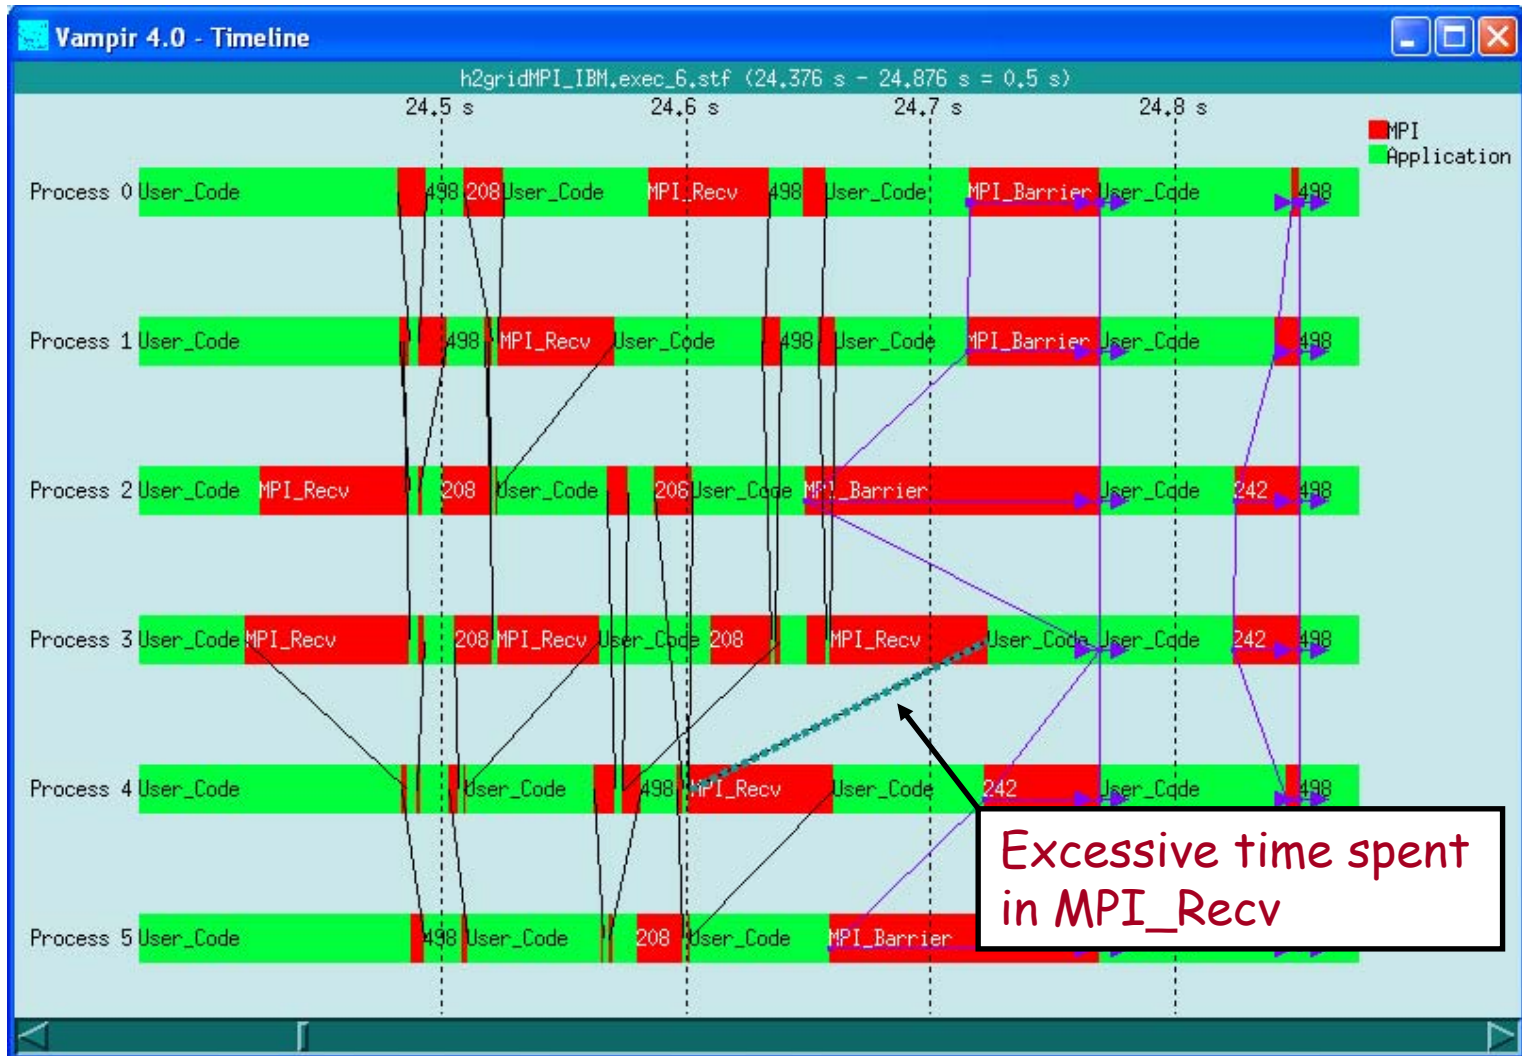 Vampir 4.0 - Timeline
h2gridMPI_IBM.exec_6.stf (24.376 s - 24.876 s = 0.5 s)
24.5 s 24.6 s 24.7 s 24.8 s
MPI
Application
Process 0 User_Code 498 208 User_Code MPI_Recv 498 User_Code MPI_Barrier User_Code 498
Process 1 User_Code 498 MPI_Recv User_Code 498 User_Code MPI_Barrier User_Code 498
Process 2 User_Code MPI_Recv 208 User_Code 206 User_Code MPI_Barrier User_Code 242 498
Process 3 User_Code MPI_Recv 208 MPI_Recv User_Code 208 MPI_Recv User_Code User_Code 242 498
Process 4 User_Code User_Code 498 MPI_Recv User_Code 242 User_Code 498
Excessive time spent
in MPI_Recv
Process 5 User_Code 498 User_Code 208 User_Code MPI_Barrier